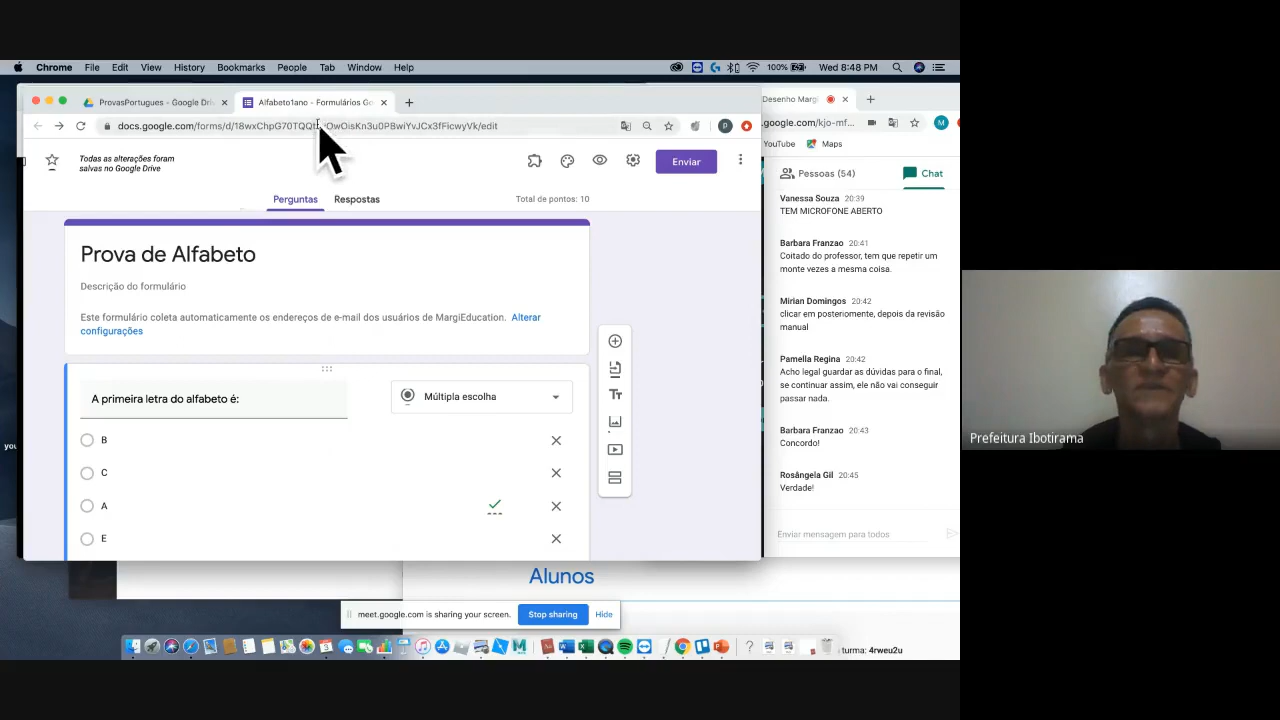 Chrome File Edit View History Bookmarks People Tab Window Help
100% Wed 8:48 PM
ProvasPortugues - Google Dri
Alfabeto1ano - Formulários Go
Desenho Margi
docs.google.com/forms/d/18wxChpG70TQQt
OwOisKn3u0P8wiYvJCx3fFicwyVk/edit
.google.com/kjo-mf...
YouTube Maps
Todas as alterações foram
salvas no Google Drive
Enviar
Perguntas Respostas
Total de pontos: 10
Prova de Alfabeto
Descrição do formulário
Este formulário coleta automaticamente os endereços de e-mail dos usuários de MargiEducation. Alterar
configurações
A primeira letra do alfabeto é:
Múltipla escolha
B
C
A
E
Pessoas (54)
Chat
Vanessa Souza 20:39
TEM MICROFONE ABERTO
Barbara Franzao 20:41
Coitado do professor, tem que repetir um
monte vezes a mesma coisa.
Mirian Domingos 20:42
clicar em posteriomente, depois da revisão
manual
Pamella Regina 20:42
Acho legal guardar as dúvidas para o final,
se continuar assim, ele não vai conseguir
passar nada.
Barbara Franzao 20:43
Concordo!
Rosângela Gil 20:45
Verdade!
Enviar mensagem para todos
Alunos
meet.google.com is sharing your screen.
Stop sharing
Hide
turma: 4rweu2u
Prefeitura Ibotirama